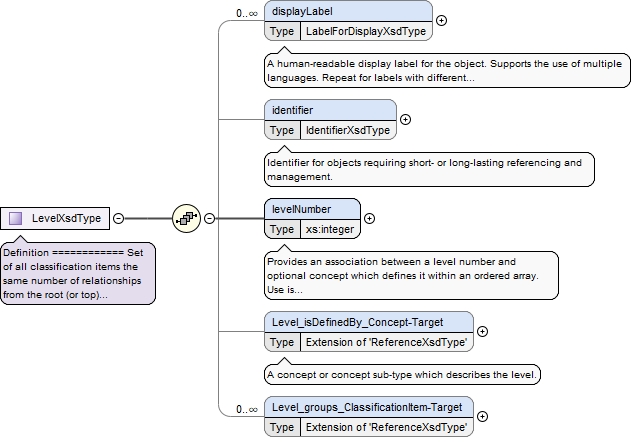 0..∞
displayLabel
Type LabelForDisplayXsdType
A human-readable display label for the object. Supports the use of multiple
languages. Repeat for labels with different...
identifier
Type IdentifierXsdType
Identifier for objects requiring short- or long-lasting referencing and
management.
LevelXsdType
Definition ============ Set
of all classification items the
same number of relationships
from the root (or top)...
levelNumber
Type xs:integer
Provides an association between a level number and
optional concept which defines it within an ordered array.
Use is...
Level_isDefinedBy_Concept-Target
Type Extension of 'ReferenceXsdType'
A concept or concept sub-type which describes the level.
0..∞
Level_groups_ClassificationItem-Target
Type Extension of 'ReferenceXsdType'